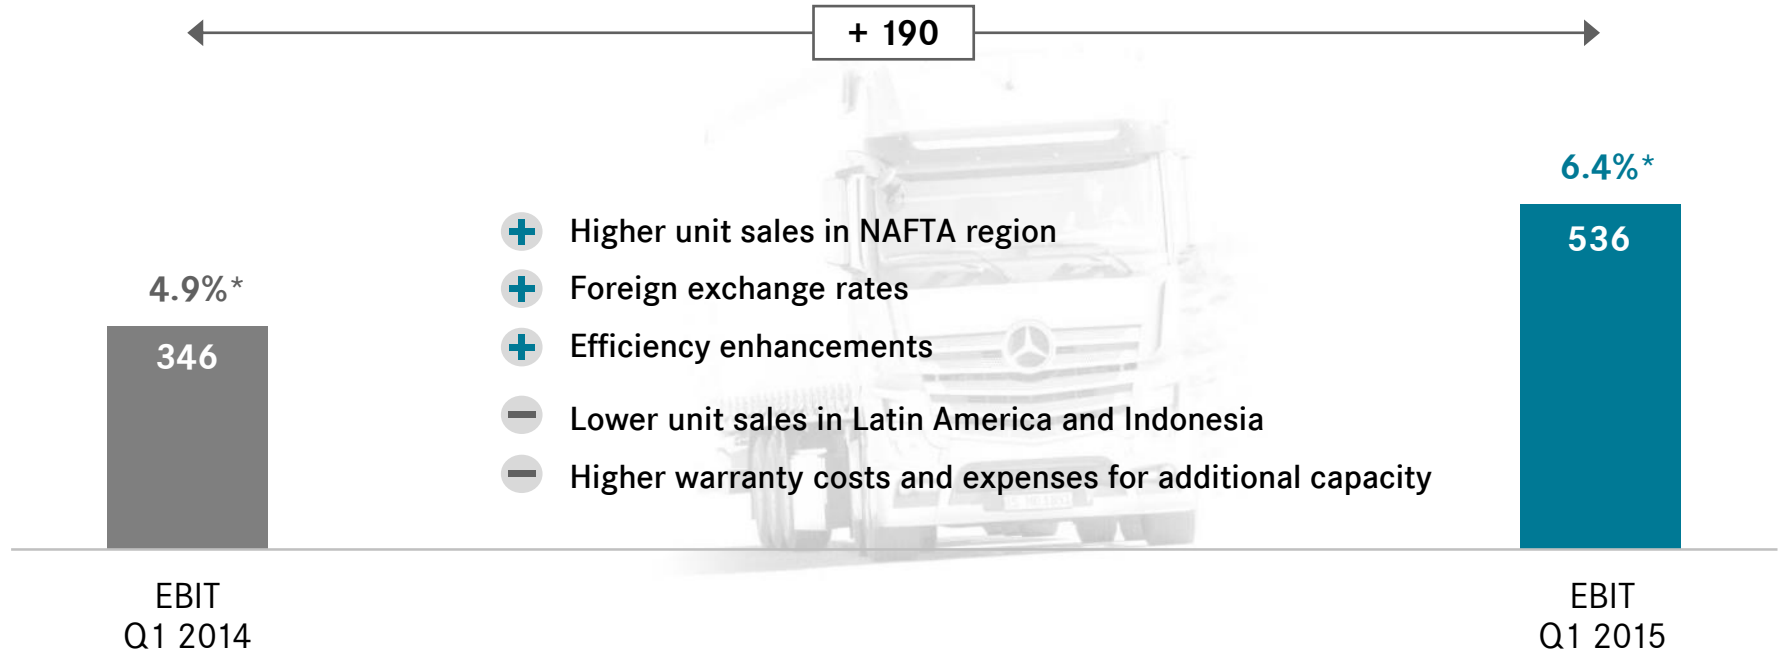 + 190
6.4%*
536
4.9%*
346
Higher unit sales in NAFTA region
Foreign exchange rates
Efficiency enhancements
Lower unit sales in Latin America and Indonesia
Higher warranty costs and expenses for additional capacity
EBIT
Q1 2014
EBIT
Q1 2015